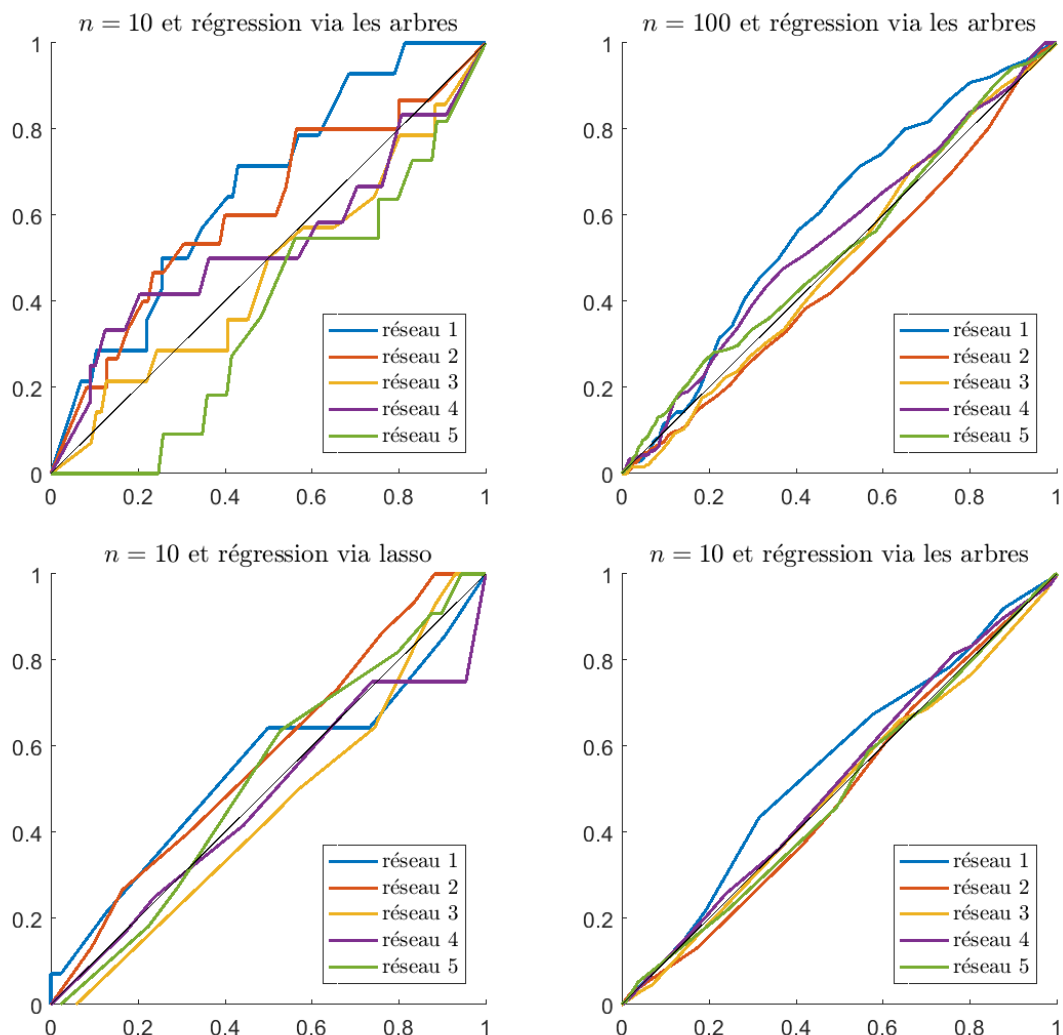 n = 10 et régression via les arbres
1
0.8
0.6
0.4
0.2
0
0 0.2 0.4 0.6 0.8 1
réseau 1
réseau 2
réseau 3
réseau 4
réseau 5
n = 100 et régression via les arbres
1
0.8
0.6
0.4
0.2
0
0 0.2 0.4 0.6 0.8 1
réseau 1
réseau 2
réseau 3
réseau 4
réseau 5
n = 10 et régression via lasso
1
0.8
0.6
0.4
0.2
0
0 0.2 0.4 0.6 0.8 1
réseau 1
réseau 2
réseau 3
réseau 4
réseau 5
n = 10 et régression via les arbres
1
0.8
0.6
0.4
0.2
0
0 0.2 0.4 0.6 0.8 1
réseau 1
réseau 2
réseau 3
réseau 4
réseau 5